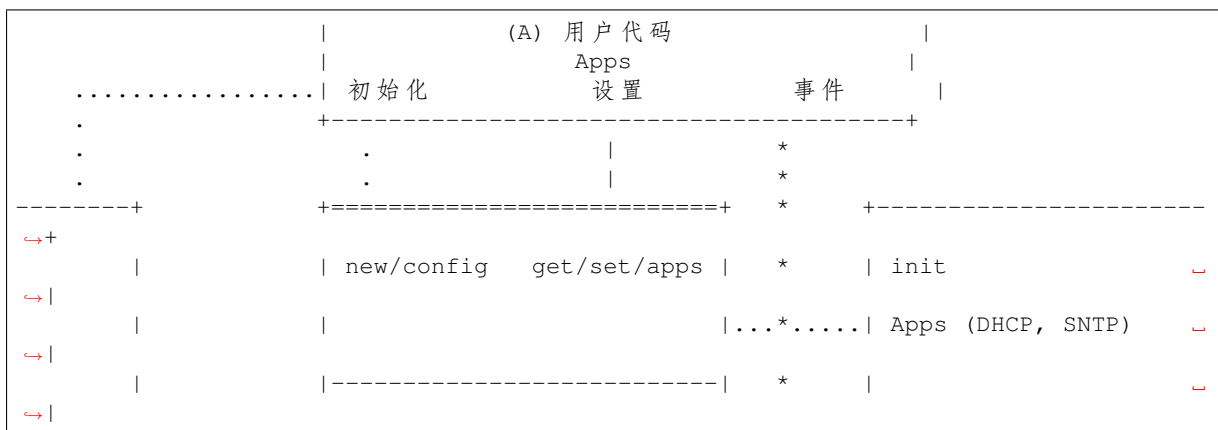 |            (A) 用户代码                 |
|                 Apps                     |
.................| 初始化           设置           事件      |
.                +----------------------------------------+
.                   .                |           *
.                   .                |           *
--------+             +===========================+   *     +-----------------------
↪+
|             | new/config   get/set/apps |   *     | init                 ␣
↪|
|             |                           |...*.....| Apps (DHCP, SNTP)    ␣
↪|
|             |---------------------------|   *     |                      ␣
↪|